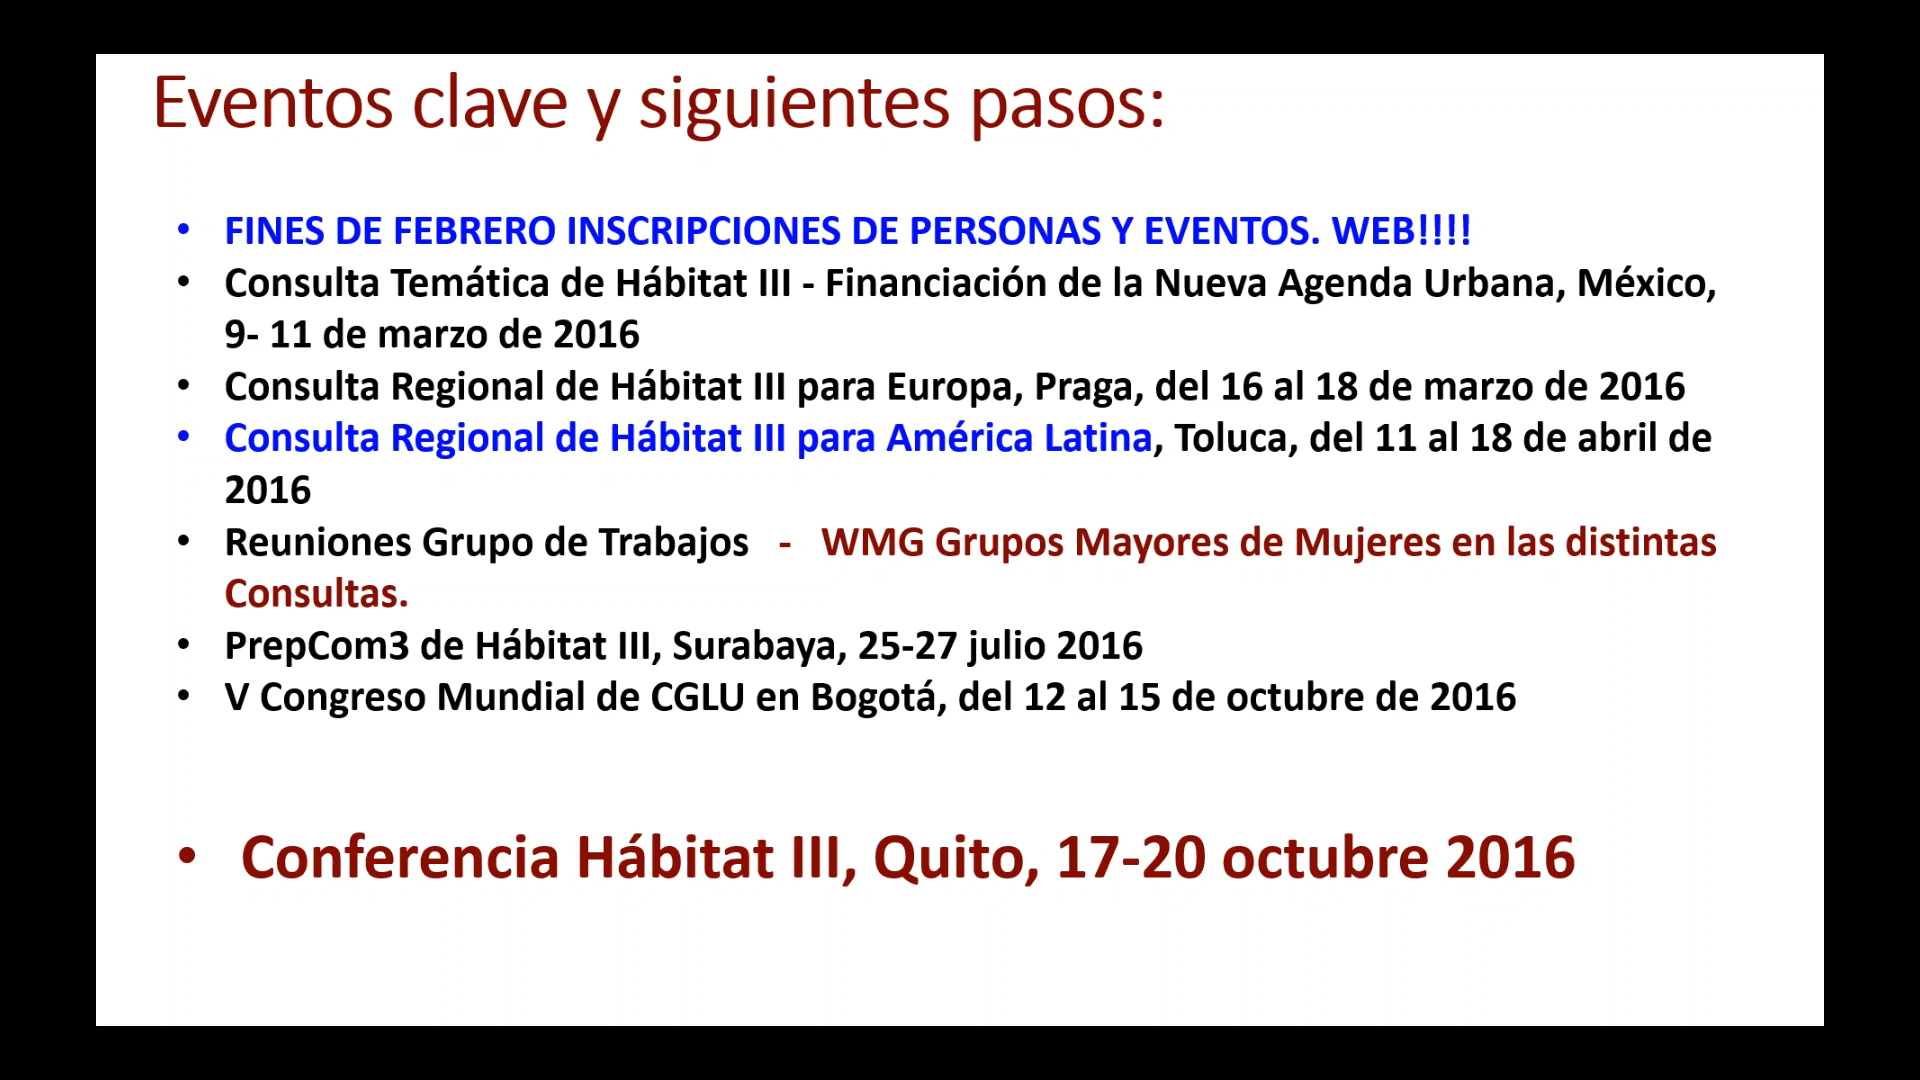 Eventos clave y siguientes pasos:
• FINES DE FEBRERO INSCRIPCIONES DE PERSONAS Y EVENTOS. WEB!!!!
• Consulta Temática de Hábitat III - Financiación de la Nueva Agenda Urbana, México,
9- 11 de marzo de 2016
• Consulta Regional de Hábitat III para Europa, Praga, del 16 al 18 de marzo de 2016
• Consulta Regional de Hábitat III para América Latina, Toluca, del 11 al 18 de abril de
2016
• Reuniones Grupo de Trabajos - WMG Grupos Mayores de Mujeres en las distintas
Consultas.
• PrepCom3 de Hábitat III, Surabaya, 25-27 julio 2016
• V Congreso Mundial de CGLU en Bogotá, del 12 al 15 de octubre de 2016
• Conferencia Hábitat III, Quito, 17-20 octubre 2016